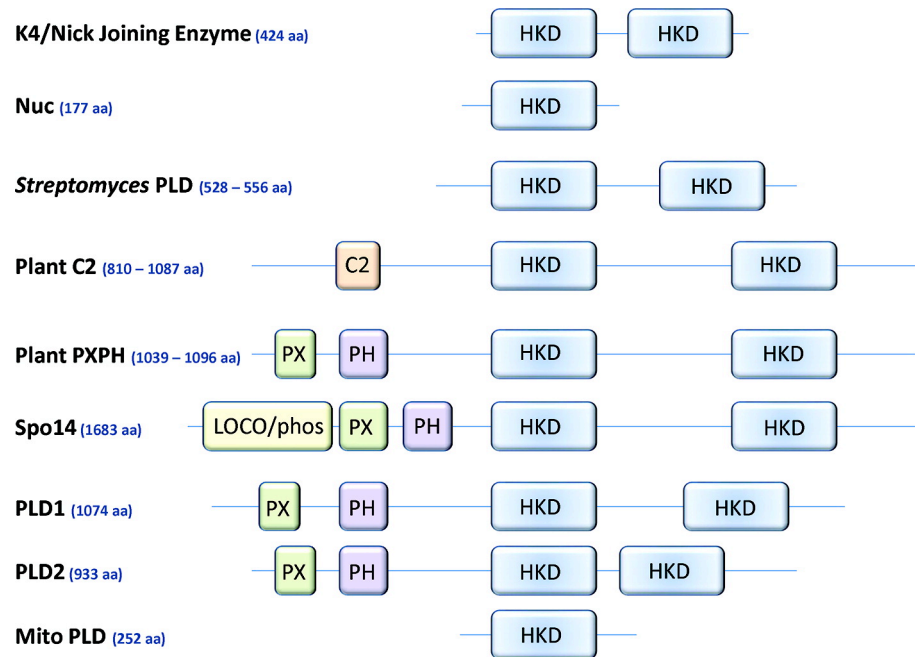 K4/Nick Joining Enzyme (424 aa) HKD HKD
Nuc (177 aa) HKD
Streptomyces PLD (528 – 556 aa) HKD HKD
Plant C2 (810 – 1087 aa) C2 HKD HKD
Plant PXPH (1039 – 1096 aa) PX PH HKD HKD
Spo14 (1683 aa) LOCO/phos PX PH HKD HKD
PLD1 (1074 aa) PX PH HKD HKD
PLD2 (933 aa) PX PH HKD HKD
Mito PLD (252 aa) HKD